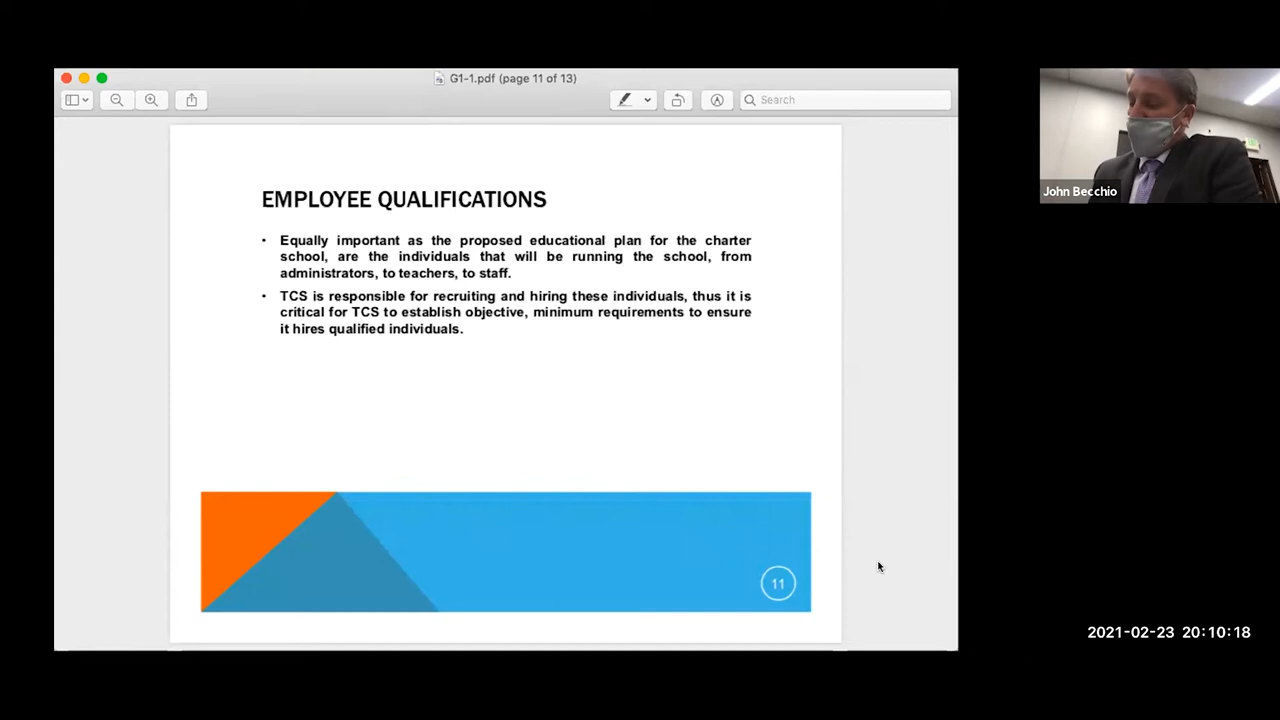 G1-1.pdf (page 11 of 13)
Search
EMPLOYEE QUALIFICATIONS
• Equally important as the proposed educational plan for the charter
school, are the individuals that will be running the school, from
administrators, to teachers, to staff.
• TCS is responsible for recruiting and hiring these individuals, thus it is
critical for TCS to establish objective, minimum requirements to ensure
it hires qualified individuals.
11
John Becchio
2021-02-23 20:10:18